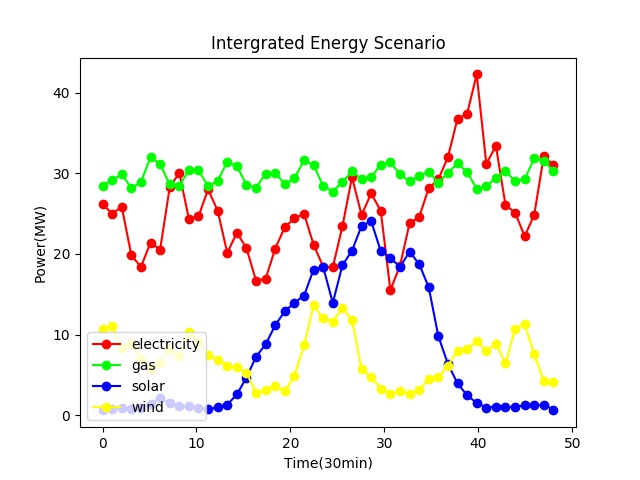 Intergrated Energy Scenario
Power(MW)
40
30
20
10
0
electricity
gas
solar
wind
0 10 20 30 40 50
Time(30min)